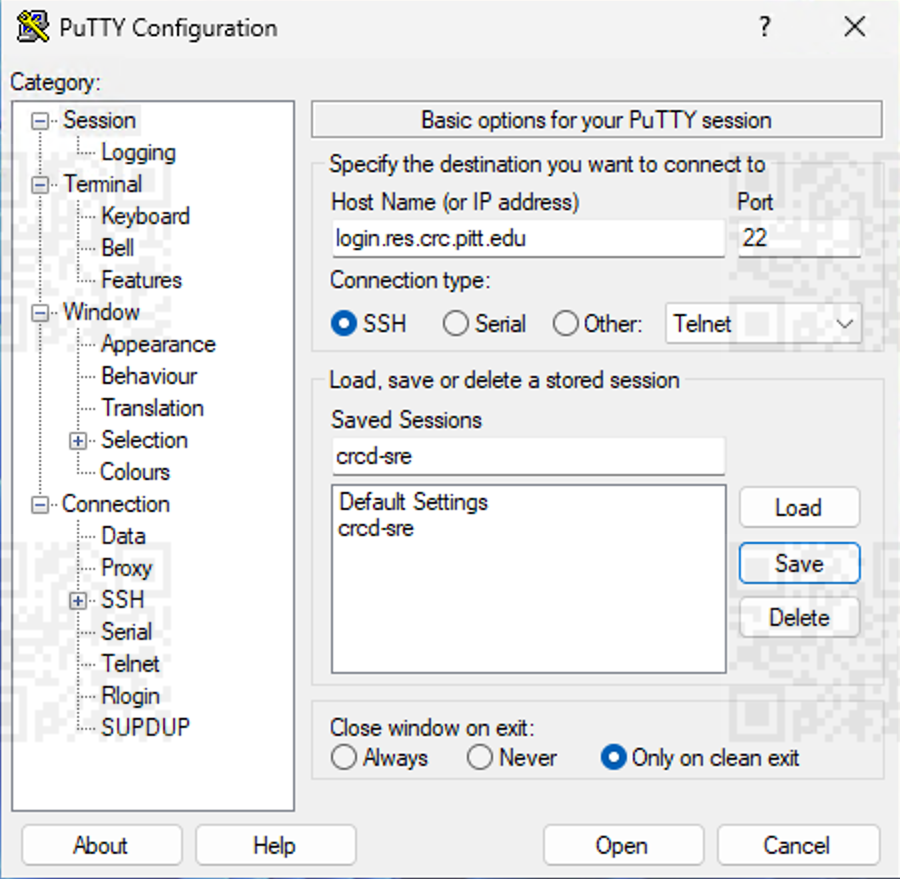 PuTTY Configuration
?
Category:
Session
Logging
Terminal
Keyboard
Bell
Features
Window
Appearance
Behaviour
Translation
Selection
Colours
Connection
Data
Proxy
SSH
Serial
Telnet
Rlogin
SUPDUP
Basic options for your PuTTY session
Specify the destination you want to connect to
Host Name (or IP address) Port
login.res.crc.pitt.edu 22
Connection type:
SSH Serial Other: Telnet
Load, save or delete a stored session
Saved Sessions
crcd-sre
Default Settings
crcd-sre
Load
Save
Delete
Close window on exit:
Always Never Only on clean exit
About Help Open Cancel